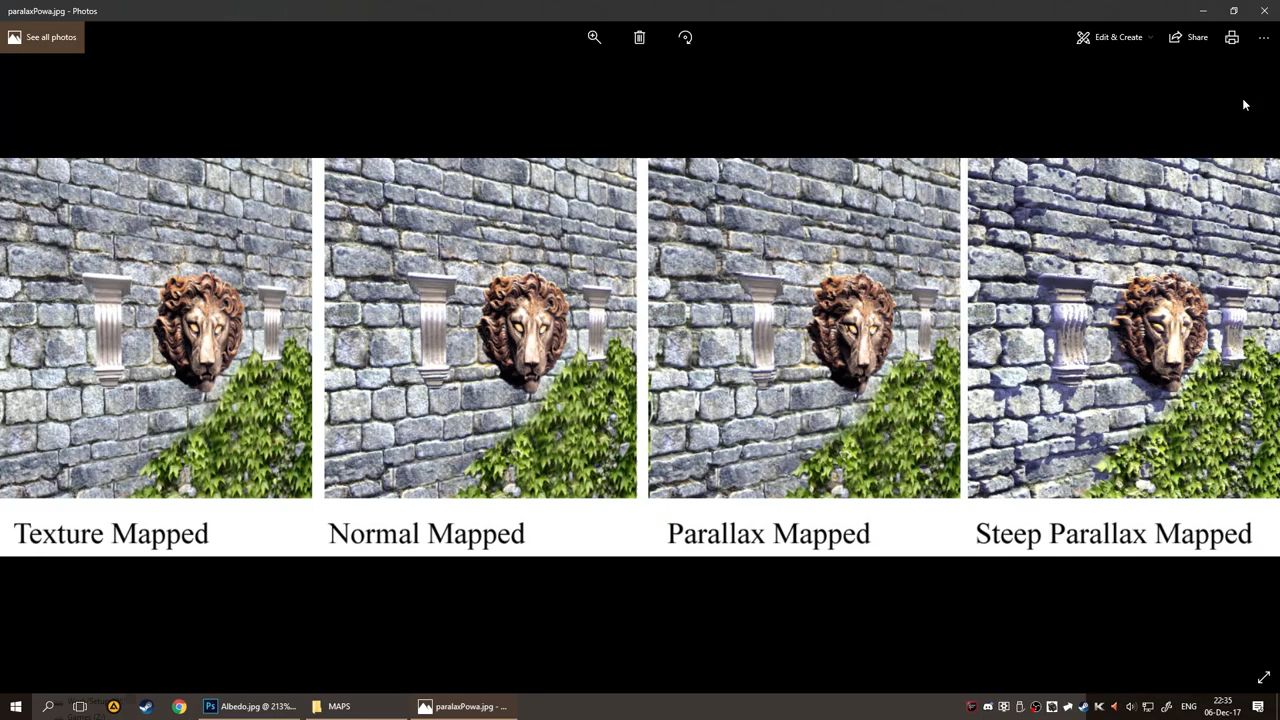 paralaxPowa.jpg - Photos
See all photos
Edit & Create
Share
Texture Mapped
Normal Mapped
Parallax Mapped
Steep Parallax Mapped
Albedo.jpg @ 213%...
MAPS
paralaxPowa.jpg - ...
ENG
22:35
06-Dec-17